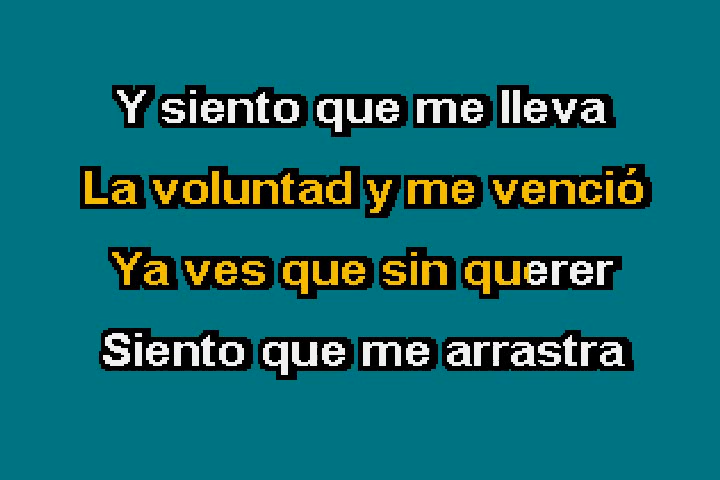 Y siento que me lleva
La voluntad y me venció
Ya ves que sin querer
Siento que me arrastra